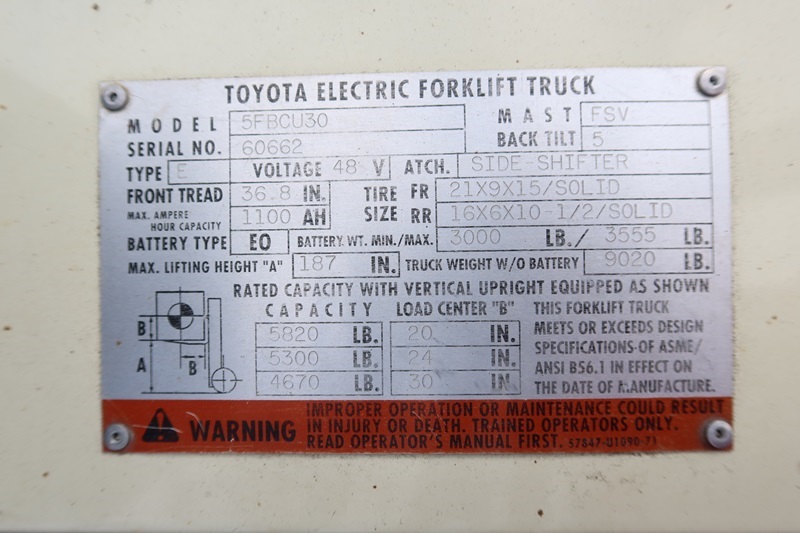 TOYOTA ELECTRIC FORKLIFT TRUCK
MODEL 5FBCU30 MAST FSV
SERIAL NO. 60662 BACK TILT 5
TYPE E VOLTAGE 48 V ATCH. SIDE-SHIFTER
FRONT TREAD 36.8 IN. TIRE SIZE FR 21X9X15/SOLID
MAX. AMPERE HOUR CAPACITY 1100 AH RR 16X6X10-1/2/SOLID
BATTERY TYPE EO BATTERY WT. MIN./MAX. 3000 LB./ 3555 LB.
MAX. LIFTING HEIGHT "A" 187 IN. TRUCK WEIGHT W/O BATTERY 9020 LB.
RATED CAPACITY WITH VERTICAL UPRIGHT EQUIPPED AS SHOWN
CAPACITY LOAD CENTER "B"
5820 LB. 20 IN.
5300 LB. 24 IN.
4670 LB. 30 IN.
B
A
B
THIS FORKLIFT TRUCK
MEETS OR EXCEEDS DESIGN
SPECIFICATIONS OF ASME/
ANSI B56.1 IN EFFECT ON
THE DATE OF MANUFACTURE.
WARNING
IMPROPER OPERATION OR MAINTENANCE COULD RESULT
IN INJURY OR DEATH. TRAINED OPERATORS ONLY.
READ OPERATOR'S MANUAL FIRST. 57847-U1090-71